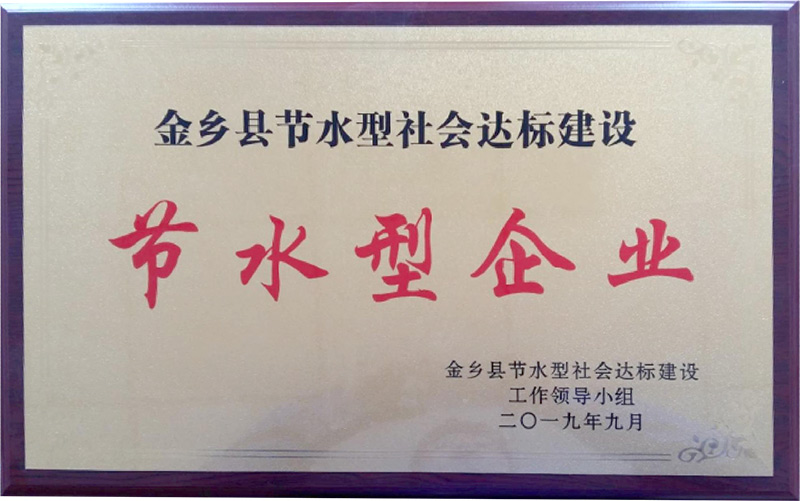 金乡县节水型社会达标建设
节水型企业
金乡县节水型社会达标建设
工作领导小组
二〇一九年九月